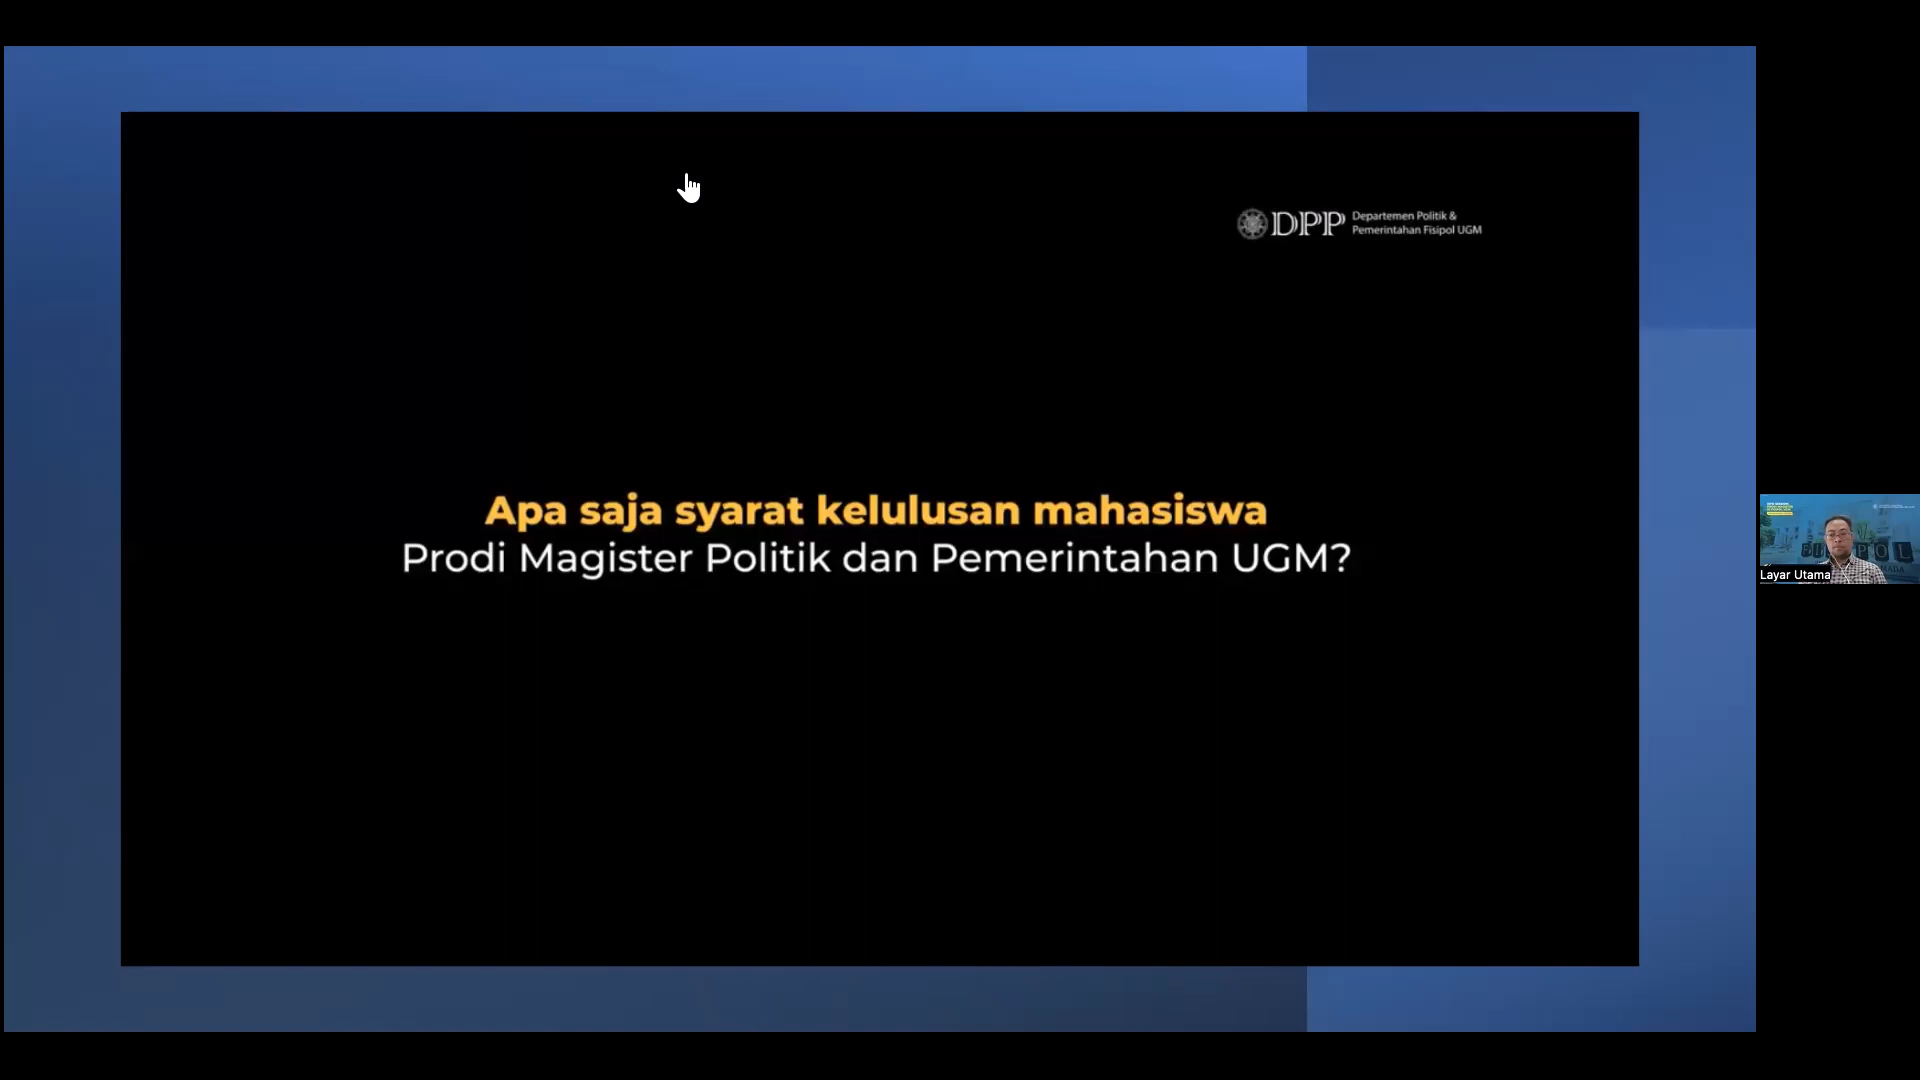 DPP
Departemen Politik &
Pemerintahan Fisipol UGM
Apa saja syarat kelulusan mahasiswa
Prodi Magister Politik dan Pemerintahan UGM?
Layar Utama